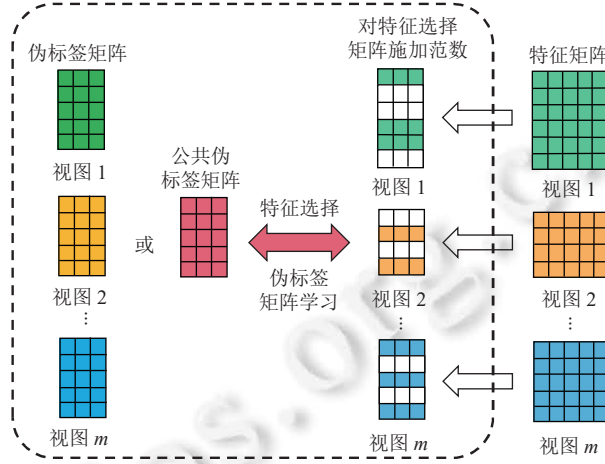 伪标签矩阵
视图 1
视图 2
⋮
视图 m
或
公共伪
标签矩阵
特征选择
伪标签
矩阵学习
对特征选择
矩阵施加范数
视图 1
视图 2
⋮
视图 m
特征矩阵
视图 1
视图 2
⋮
视图 m